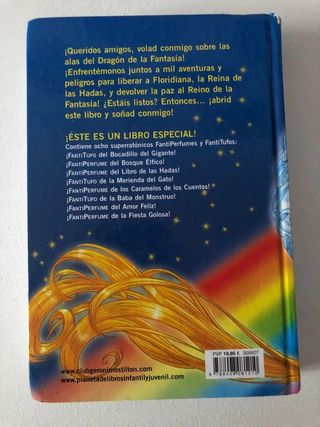 ¡Queridos amigos, volad conmigo sobre las
alas del Dragón de la Fantasía!
¡Enfrentémonos juntos a mil aventuras y
peligros para liberar a Floridiana, la Reina de
las Hadas, y devolver la paz al Reino de la
Fantasía! ¿Estáis listos? Entonces... ¡abrid
este libro y soñad conmigo!
¡ÉSTE ES UN LIBRO ESPECIAL!
Contiene ocho superratónicos FantiPerfumes y FantiTufos:
¡FantiTufo del Bocadillo del Gigante!
¡FantiPerfume del Bosque Élfico!
¡FantiPerfume del Libro de las Hadas!
¡FantiTufo de la Merienda del Gato!
¡FantiPerfume de los Caramelos de los Cuentos!
¡FantiTufo de la Baba del Monstruo!
¡FantiPerfume del Amor Feliz!
¡FantiPerfume de la Fiesta Golosa!
PVP 18,95 €
www.clubgeronimostilton.com
www.planetadelibrosinfantilyjuvenil.com